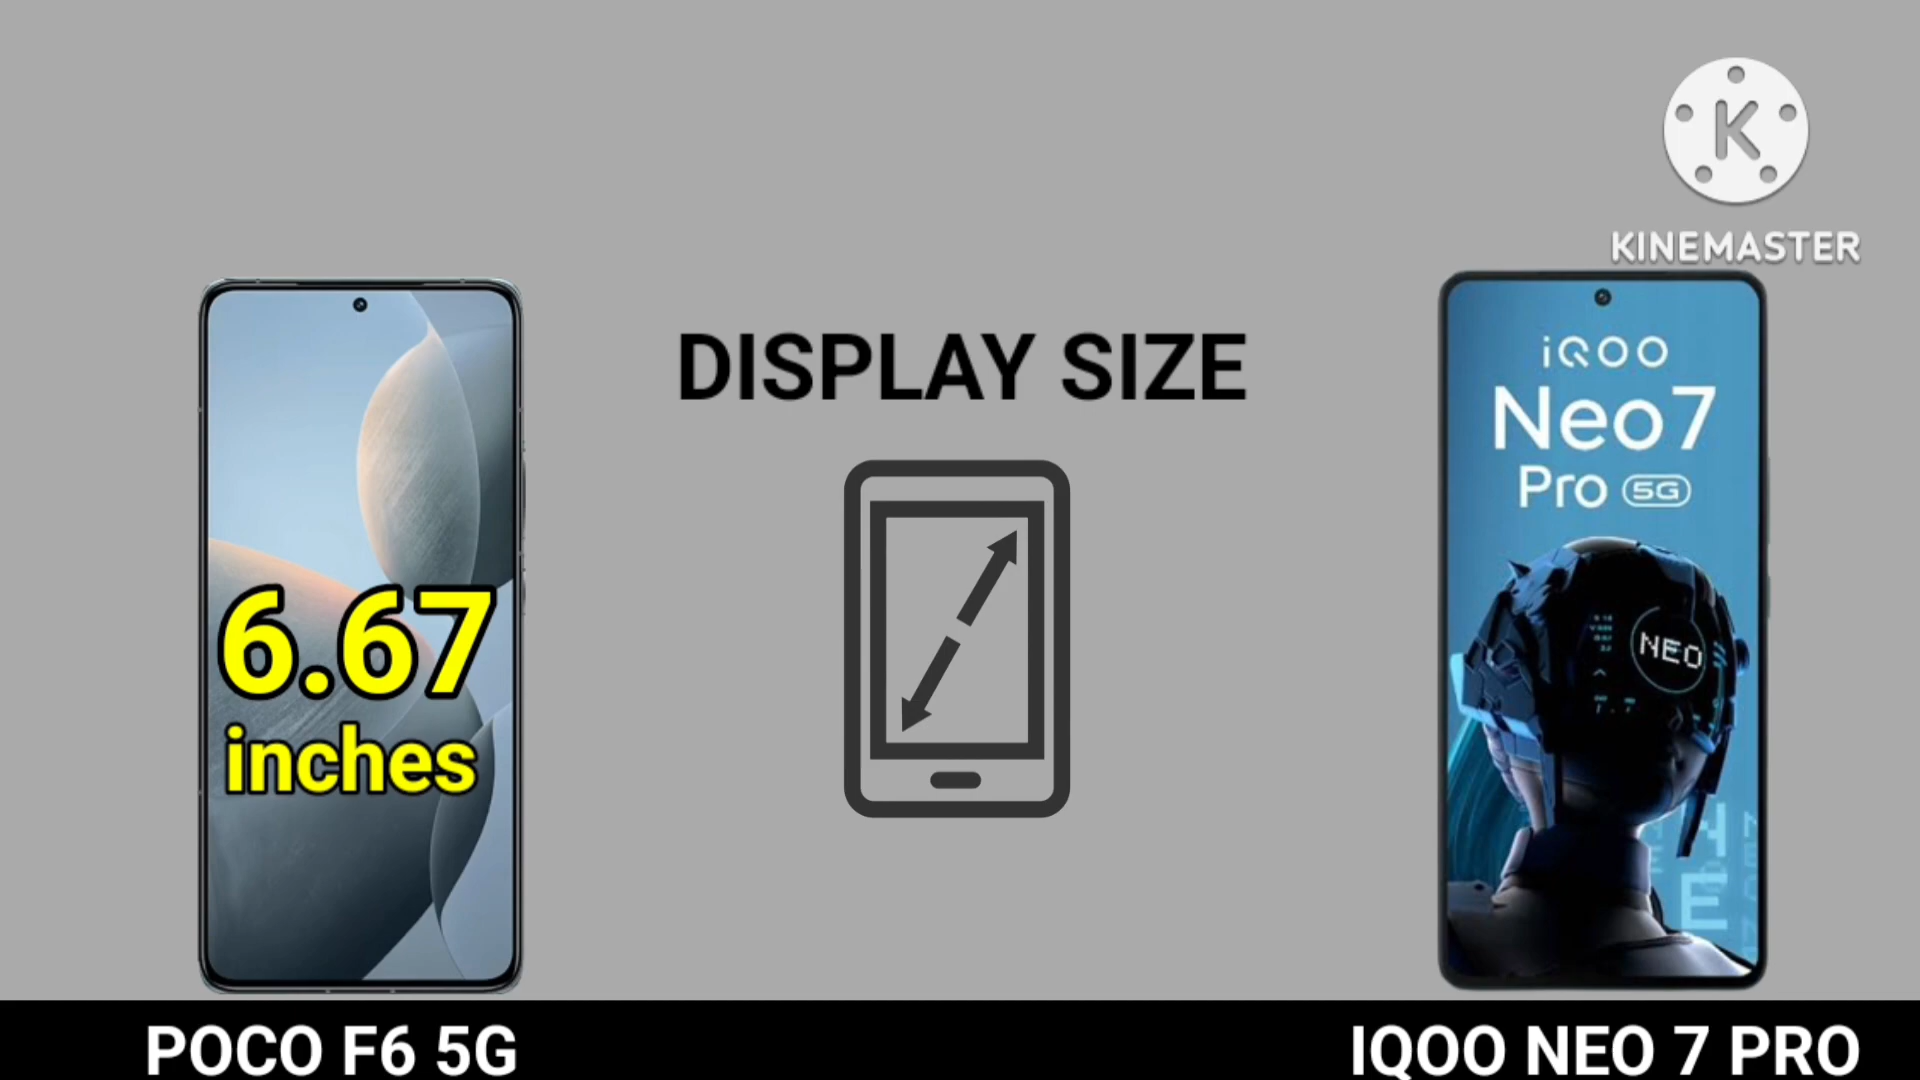 K
KINEMASTER
DISPLAY SIZE
6.67
inches
iQOO
Neo7
Pro 5G
NEO
POCO F6 5G
IQOO NEO 7 PRO